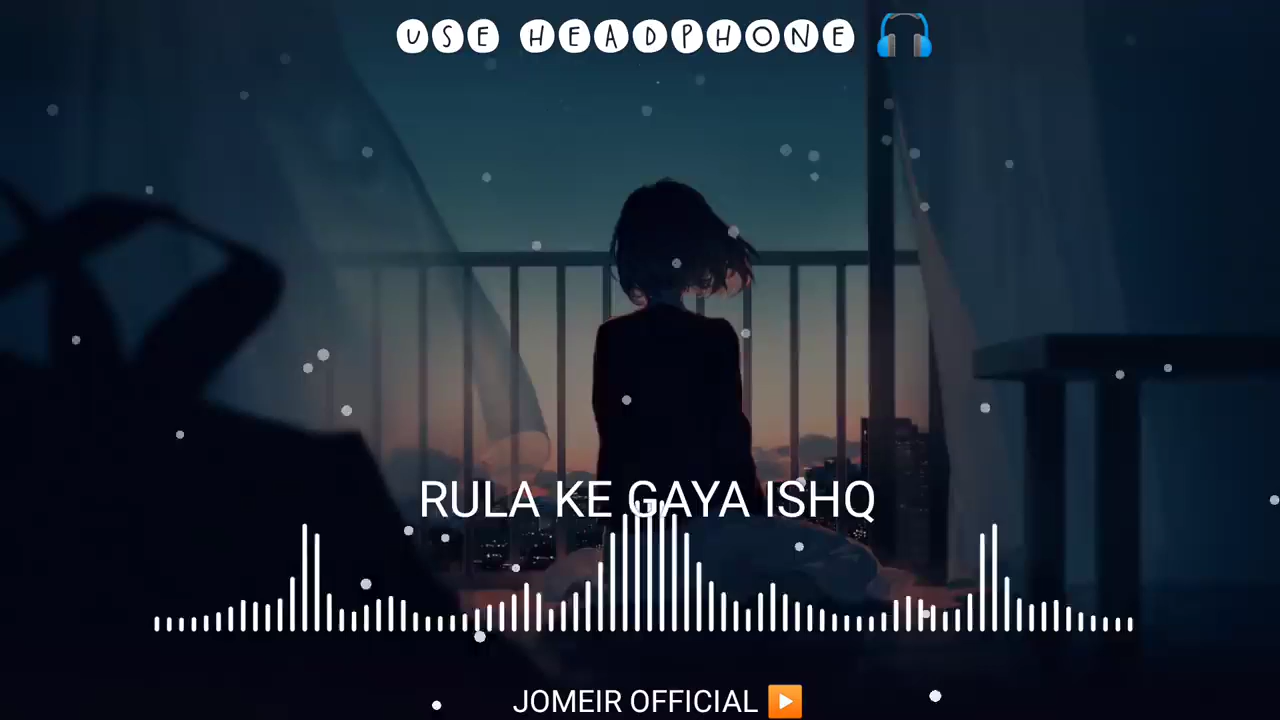 USE HEADPHONE 🎧
RULA KE GAYA ISHQ
JOMEIR OFFICIAL ▶️